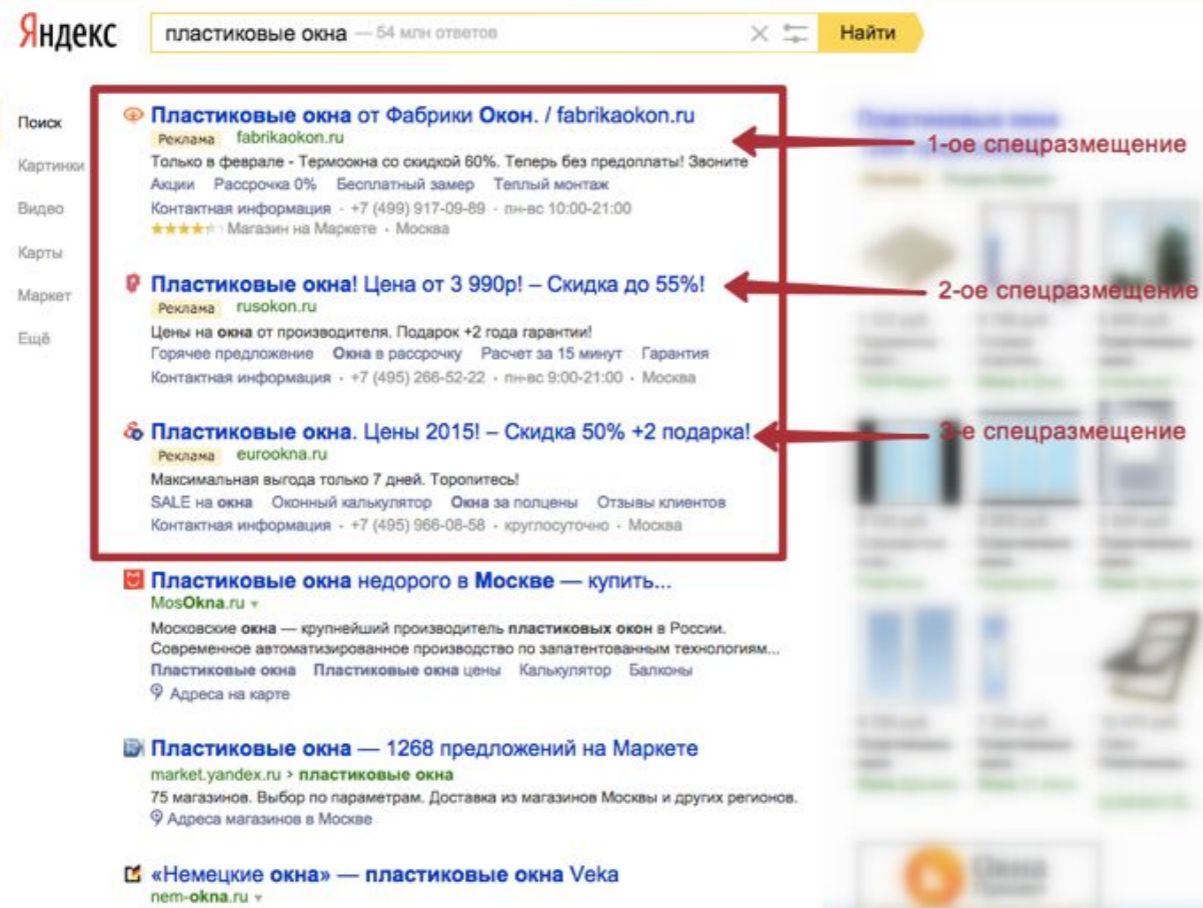 Яндекс
пластиковые окна — 54 млн ответов
Найти
Поиск
Картинки
Видео
Карты
Маркет
Ещё
Пластиковые окна от Фабрики Окон. / fabrikaokon.ru
Реклама fabrikaokon.ru
Только в феврале - Термоокна со скидкой 60%. Теперь без предоплаты! Звоните
Акции Рассрочка 0% Бесплатный замер Теплый монтаж
Контактная информация · +7 (499) 917-09-89 · пн-вс 10:00-21:00
Магазин на Маркете · Москва
1-ое спецразмещение
Пластиковые окна! Цена от 3 990р! – Скидка до 55%!
Реклама rusokon.ru
Цены на окна от производителя. Подарок +2 года гарантии!
Горячее предложение Окна в рассрочку Расчет за 15 минут Гарантия
Контактная информация · +7 (495) 266-52-22 · пн-вс 9:00-21:00 · Москва
2-ое спецразмещение
Пластиковые окна. Цены 2015! – Скидка 50% +2 подарка!
Реклама eurookna.ru
Максимальная выгода только 7 дней. Торопитесь!
SALE на окна Оконный калькулятор Окна за полцены Отзывы клиентов
Контактная информация · +7 (495) 966-08-58 · круглосуточно · Москва
3-е спецразмещение
Пластиковые окна недорого в Москве — купить...
MosOkna.ru
Московские окна — крупнейший производитель пластиковых окон в России.
Современное автоматизированное производство по запатентованным технологиям...
Пластиковые окна Пластиковые окна цены Калькулятор Балконы
Адреса на карте
Пластиковые окна — 1268 предложений на Маркете
market.yandex.ru › пластиковые окна
75 магазинов. Выбор по параметрам. Доставка из магазинов Москвы и других регионов.
Адреса магазинов в Москве
«Немецкие окна» — пластиковые окна Veka
nem-okna.ru